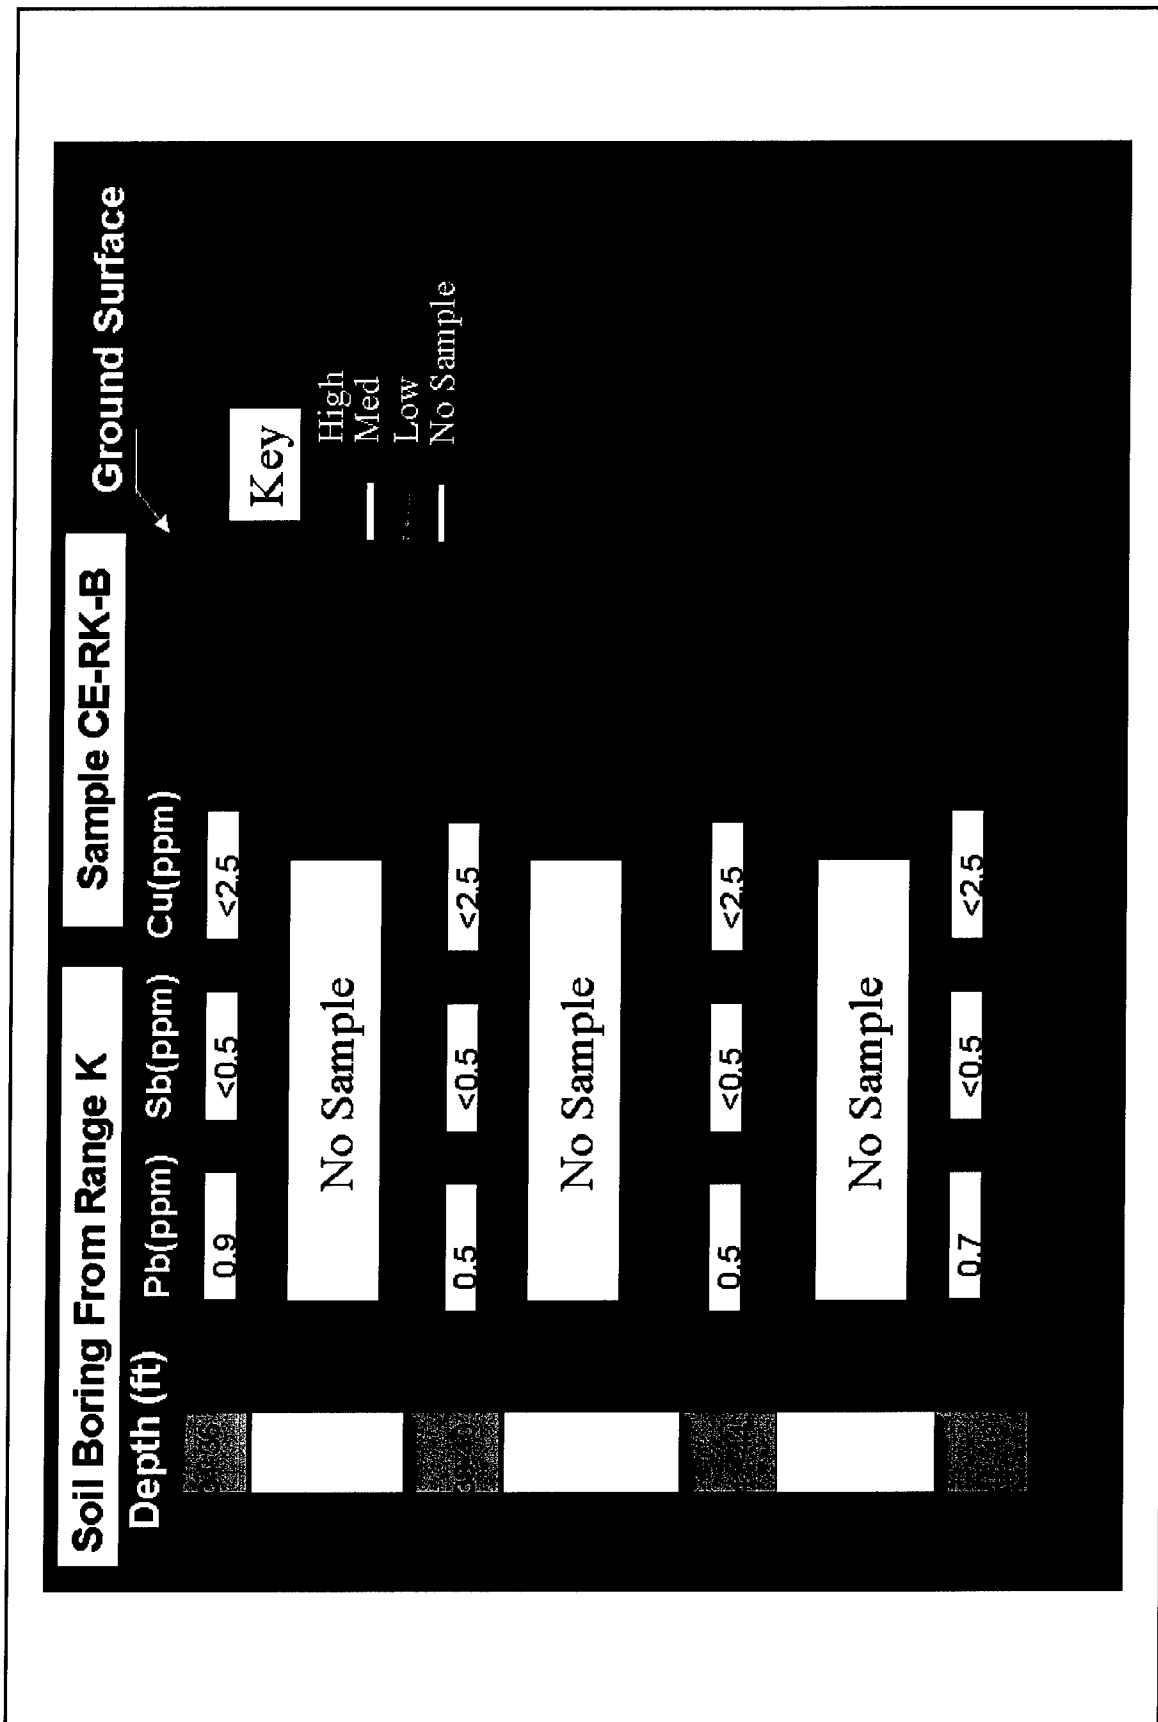 Soil Boring From Range K
Sample CE-RK-B
Depth (ft)
Pb(ppm)
Sb(ppm)
Cu(ppm)
Ground Surface
0.9
<0.5
<2.5
No Sample
0.5
<0.5
<2.5
No Sample
0.5
<0.5
<2.5
No Sample
0.7
<0.5
<2.5
Key
High
Med
Low
No Sample